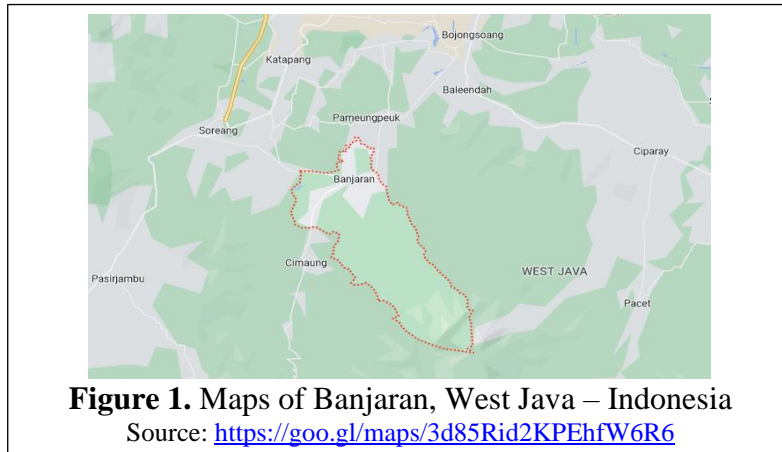 Bojongsoang
Katapang
Baleendah
Pameungpeuk
Soreang
Ciparay
Banjaran
Cimaung
WEST JAVA
Pasirjambu
Pacet
Figure 1. Maps of Banjaran, West Java – Indonesia
Source: https://goo.gl/maps/3d85Rid2KPEhfW6R6